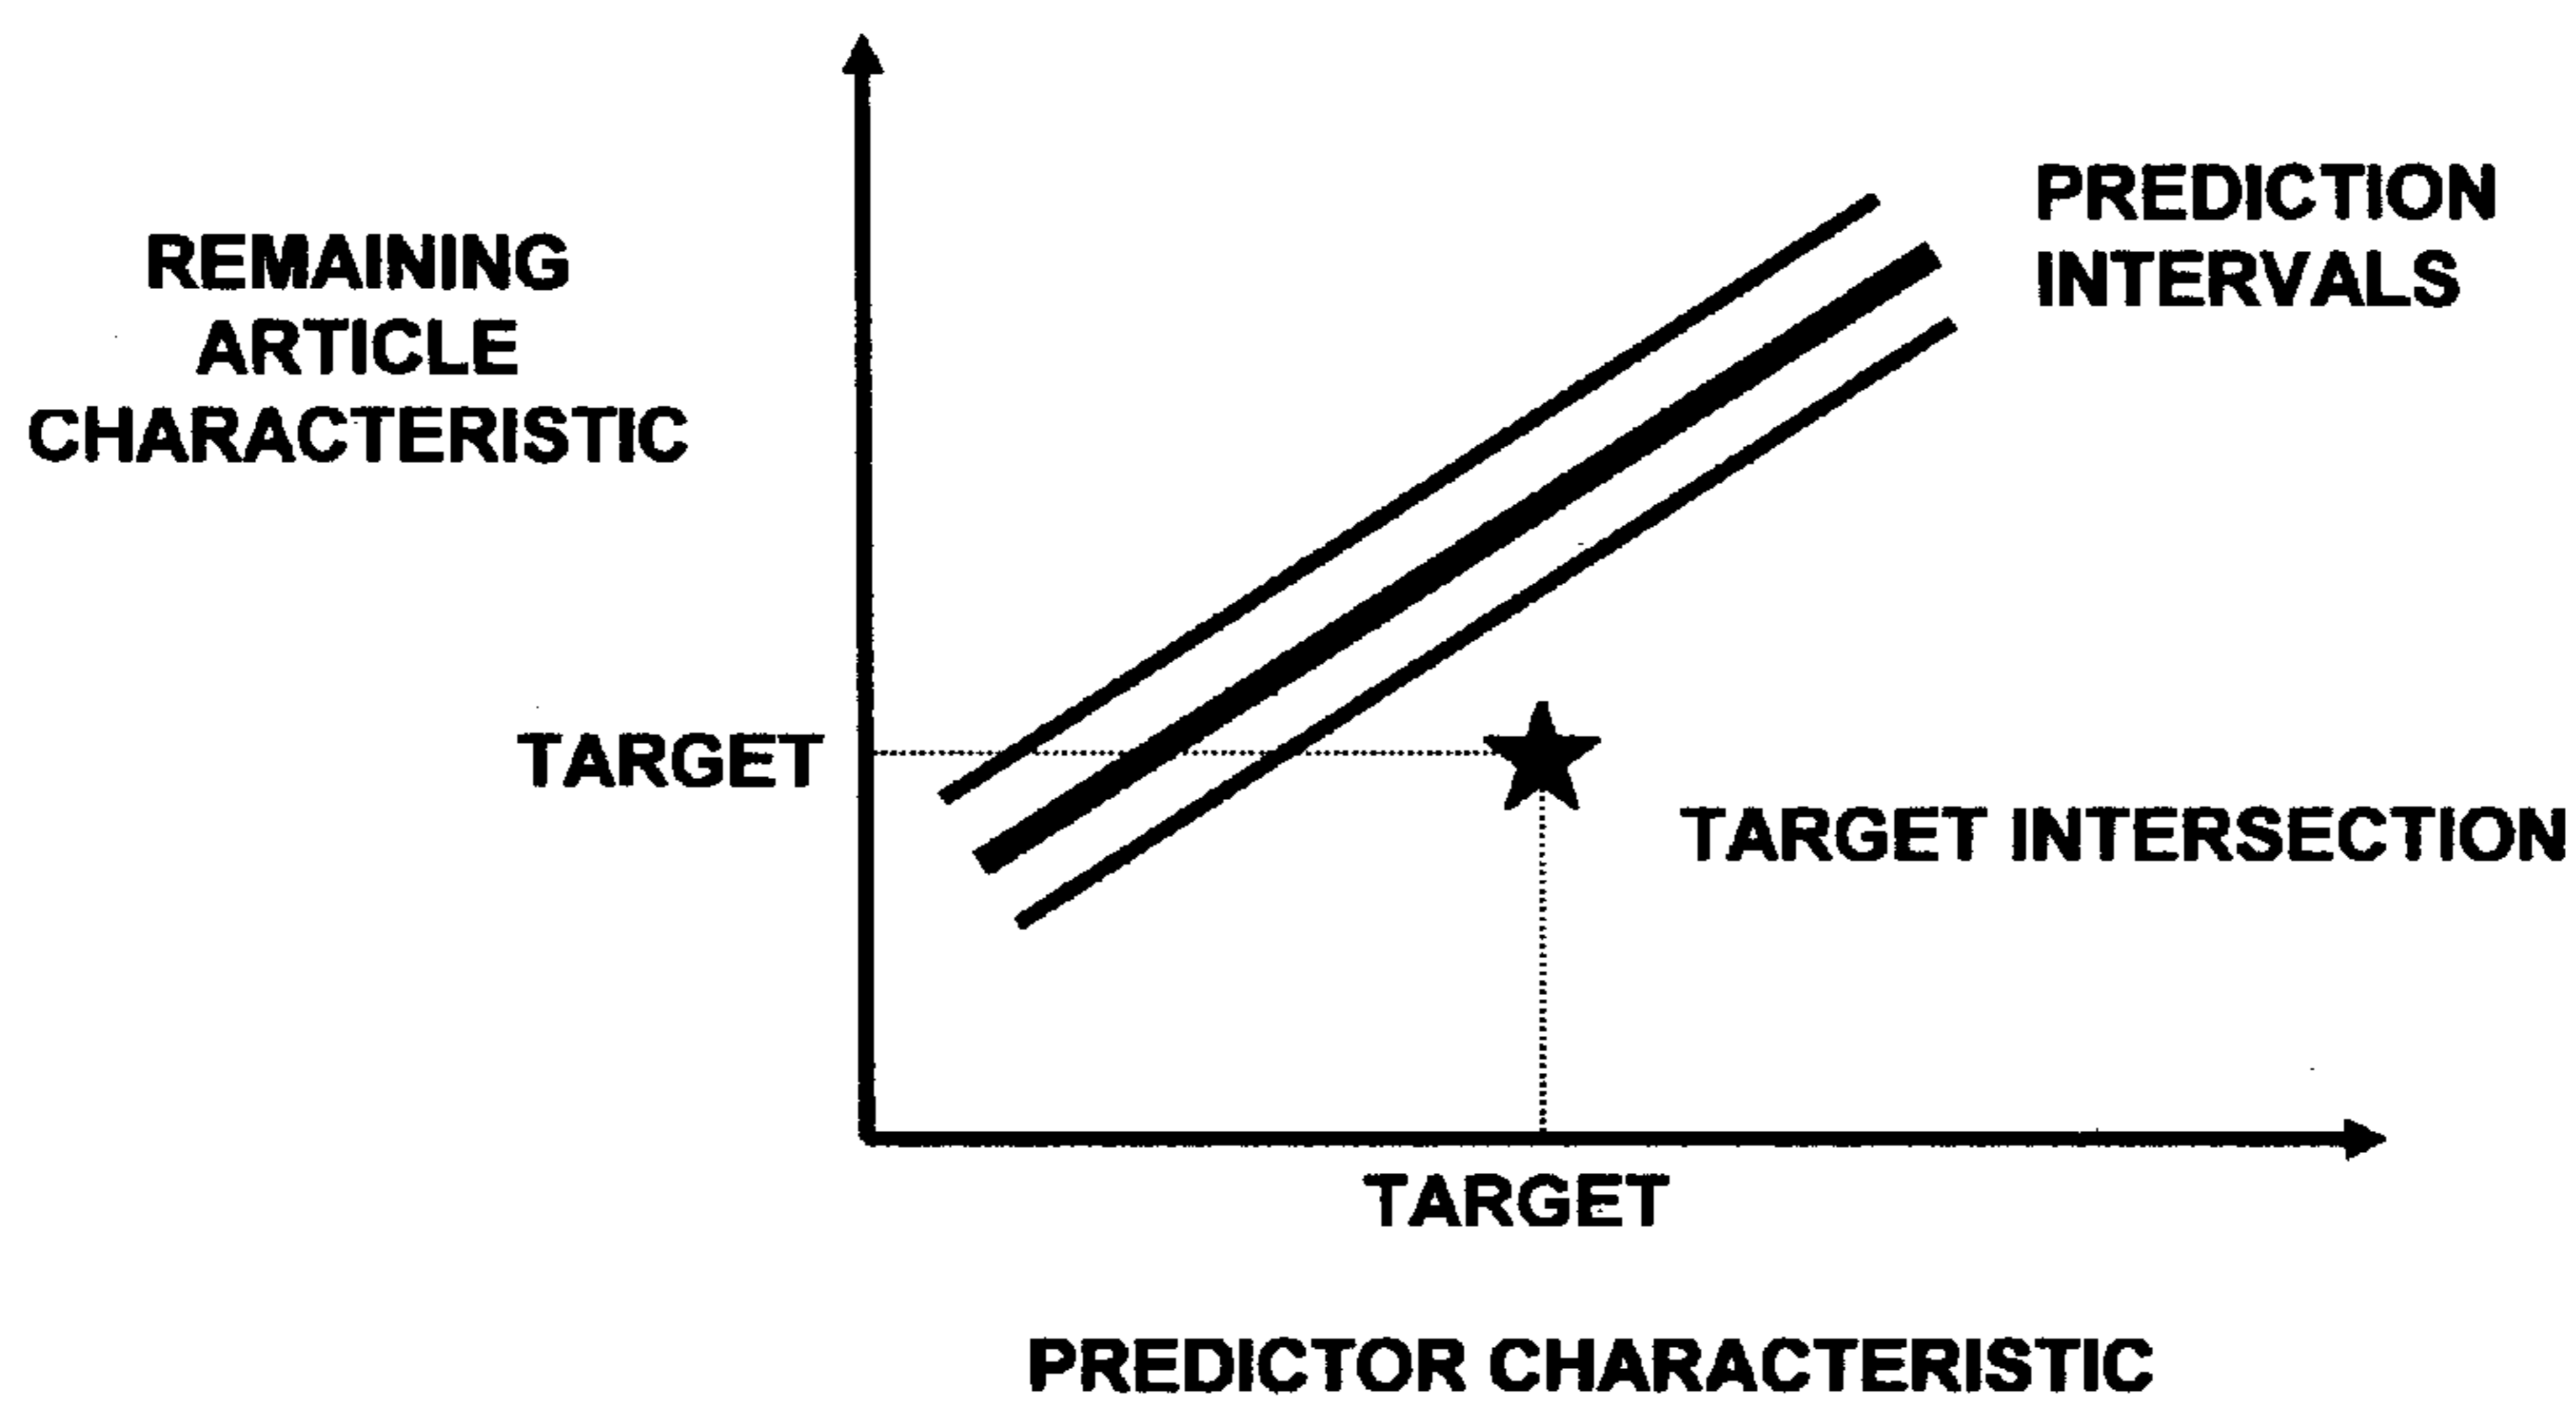 REMAINING
ARTICLE
CHARACTERISTIC
PREDICTION
INTERVALS
TARGET
TARGET INTERSECTION
TARGET
PREDICTOR CHARACTERISTIC